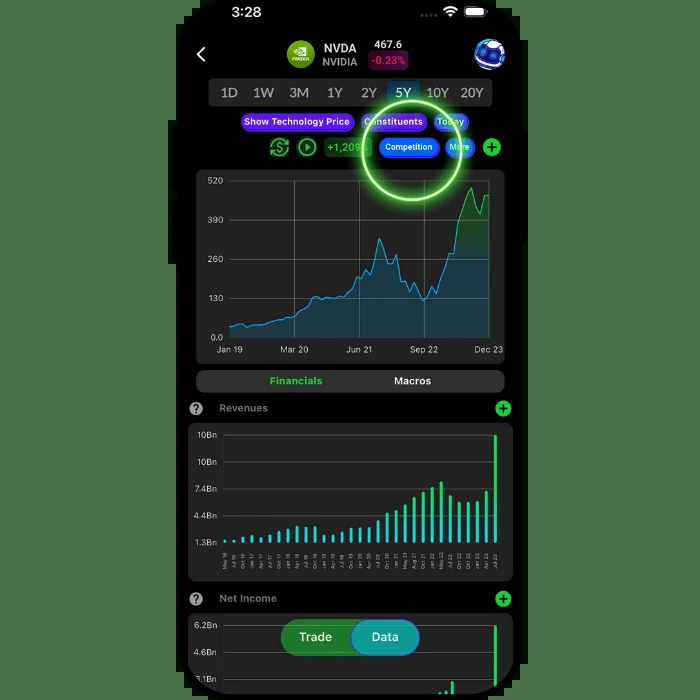 3:28
NVDA
467.6
NVIDIA
-0.23%
1D 1W 3M 1Y 2Y 5Y 10Y 20Y
Show Technology Price Constituents Today
+1,209% Competition More
520
390
260
130
0.0
Jan 19 Mar 20 Jun 21 Sep 22 Dec 23
Financials Macros
? Revenues
10Bn
10Bn
7.4Bn
4.4Bn
1.3Bn
? Net Income
6.2Bn
4.6Bn
3.1Bn
Trade Data